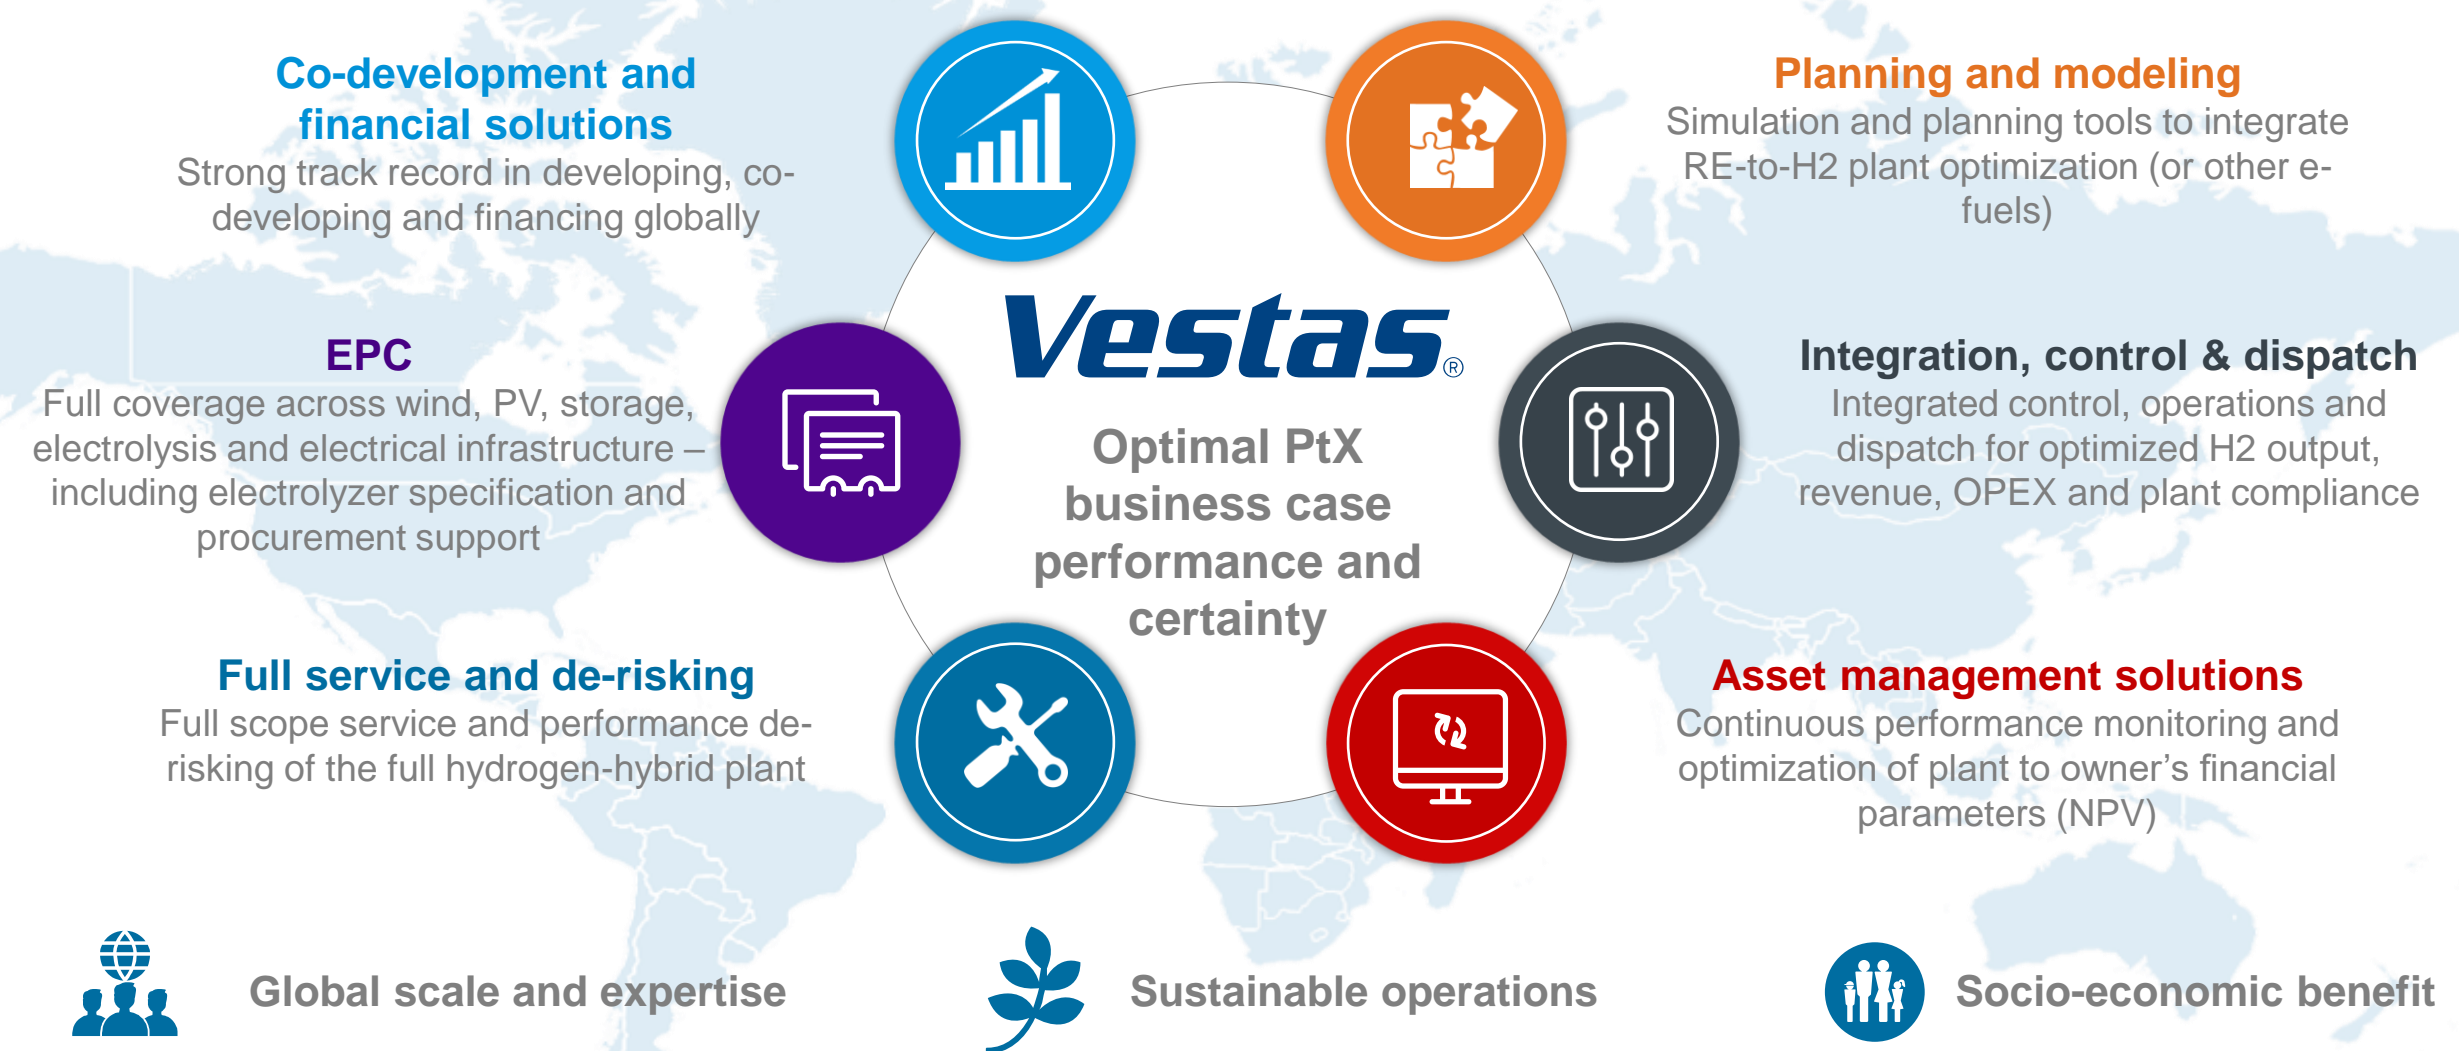 Co-development and
financial solutions
Strong track record in developing, co-
developing and financing globally
EPC
Full coverage across wind, PV, storage,
electrolysis and electrical infrastructure –
including electrolyzer specification and
procurement support
Full service and de-risking
Full scope service and performance de-
risking of the full hydrogen-hybrid plant
Vestas®
Optimal PtX
business case
performance and
certainty
Planning and modeling
Simulation and planning tools to integrate
RE-to-H2 plant optimization (or other e-
fuels)
Integration, control & dispatch
Integrated control, operations and
dispatch for optimized H2 output,
revenue, OPEX and plant compliance
Asset management solutions
Continuous performance monitoring and
optimization of plant to owner’s financial
parameters (NPV)
Global scale and expertise
Sustainable operations
Socio-economic benefit